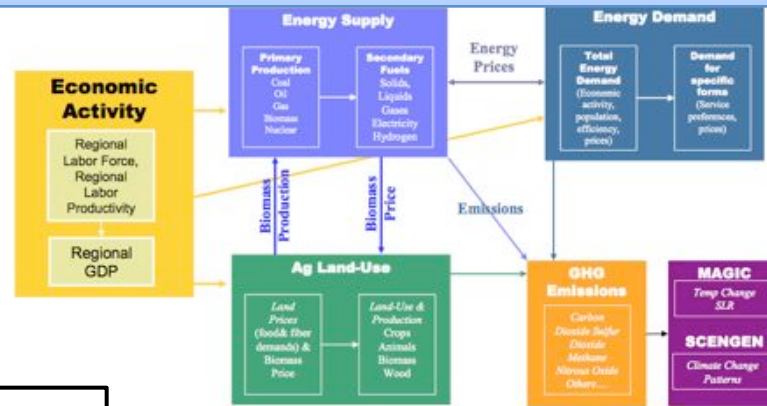 Energy Supply
Primary
Production
Coal
Oil
Gas
Biomass
Nuclear
Secondary
Fuels
Solids,
Liquids
Gases
Electricity
Hydrogen
Energy
Prices
Energy Demand
Total
Energy
Demand
(Economic
activity,
population,
efficiency,
prices)
Demand
for
specific
forms
(Service
preferences,
prices)
Economic
Activity
Regional
Labor Force,
Regional
Labor
Productivity
Regional
GDP
Biomass
Production
Biomass
Price
Emissions
Ag Land-Use
Land
Prices
(food& fiber
demands) &
Biomass
Price
Land-Use &
Production
Crops
Animals
Biomass
Wood
GHG
Emissions
Carbon
Dioxide Sulfer
Dioxide
Methane
Nitrous Oxide
Others....
MAGIC
Temp Change
SLR
SCENGEN
Climate Change
Patterns